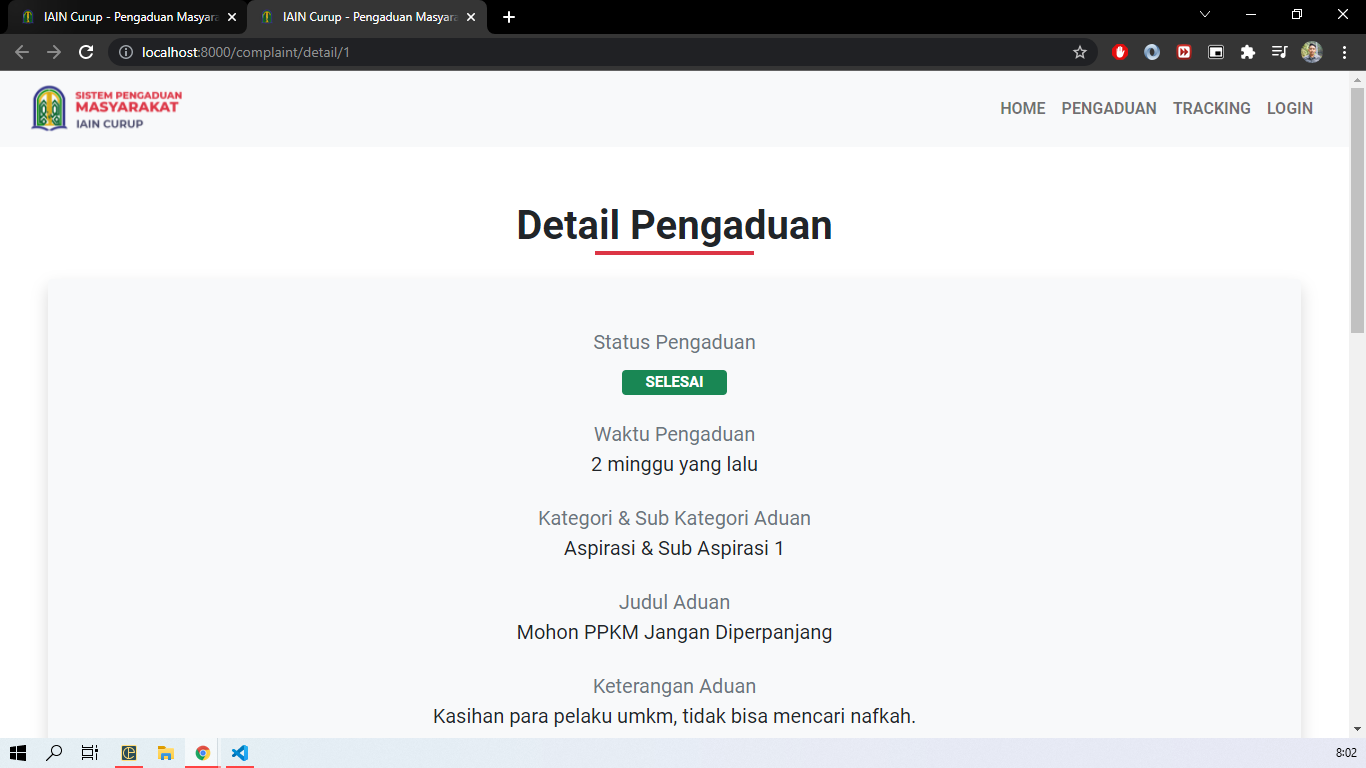 IAIN Curup - Pengaduan Masyara
IAIN Curup - Pengaduan Masyara
localhost:8000/complaint/detail/1
SISTEM PENGADUAN
MASYARAKAT
IAIN CURUP
HOME PENGADUAN TRACKING LOGIN
Detail Pengaduan
Status Pengaduan
SELESAI
Waktu Pengaduan
2 minggu yang lalu
Kategori & Sub Kategori Aduan
Aspirasi & Sub Aspirasi 1
Judul Aduan
Mohon PPKM Jangan Diperpanjang
Keterangan Aduan
Kasihan para pelaku umkm, tidak bisa mencari nafkah.
8:02